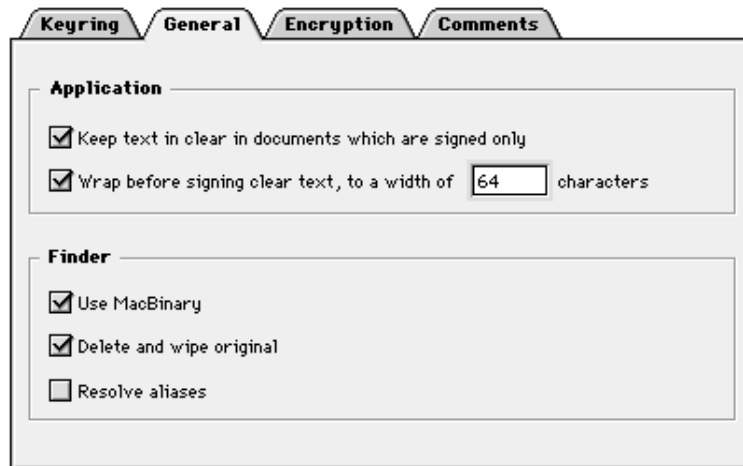 Keyring General Encryption Comments
Application
Keep text in clear in documents which are signed only
Wrap before signing clear text, to a width of 64 characters
Finder
Use MacBinary
Delete and wipe original
Resolve aliases